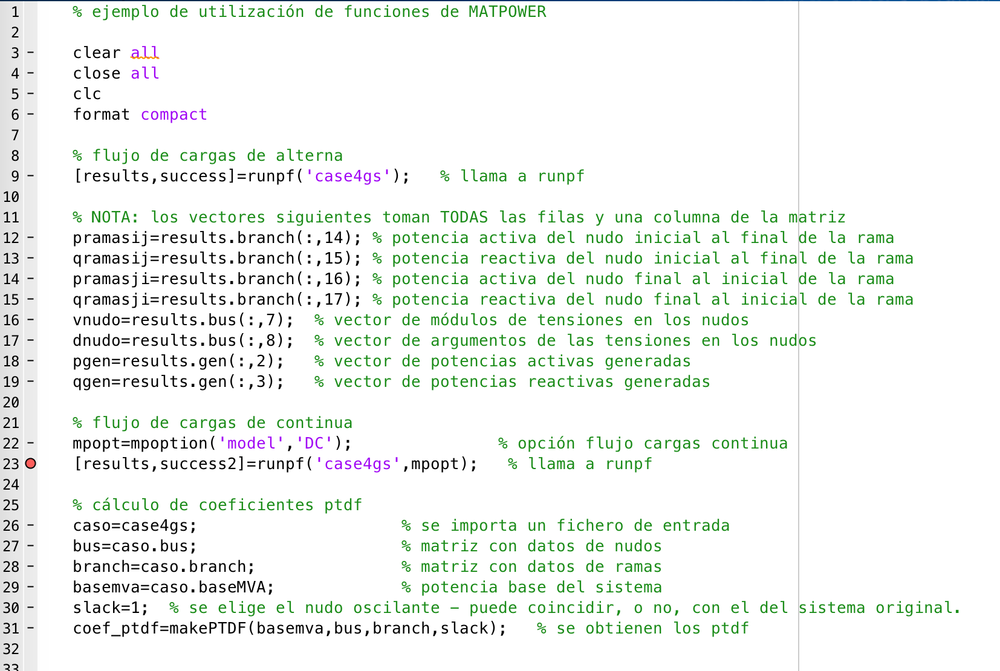 1 % ejemplo de utilización de funciones de MATPOWER
2
3 - clear all
4 - close all
5 - clc
6 - format compact
7
8 % flujo de cargas de alterna
9 - [results,success]=runpf('case4gs'); % llama a runpf
10
11 % NOTA: los vectores siguientes toman TODAS las filas y una columna de la matriz
12 - pramasij=results.branch(:,14); % potencia activa del nudo inicial al final de la rama
13 - qramasij=results.branch(:,15); % potencia reactiva del nudo inicial al final de la rama
14 - pramasji=results.branch(:,16); % potencia activa del nudo final al inicial de la rama
15 - qramasji=results.branch(:,17); % potencia reactiva del nudo final al inicial de la rama
16 - vnudo=results.bus(:,7); % vector de módulos de tensiones en los nudos
17 - dnudo=results.bus(:,8); % vector de argumentos de las tensiones en los nudos
18 - pgen=results.gen(:,2); % vector de potencias activas generadas
19 - qgen=results.gen(:,3); % vector de potencias reactivas generadas
20
21 % flujo de cargas de continua
22 - mpopt=mpoption('model','DC'); % opción flujo cargas continua
23 [results,success2]=runpf('case4gs',mpopt); % llama a runpf
24
25 % cálculo de coeficientes ptdf
26 - caso=case4gs; % se importa un fichero de entrada
27 - bus=caso.bus; % matriz con datos de nudos
28 - branch=caso.branch; % matriz con datos de ramas
29 - basemva=caso.baseMVA; % potencia base del sistema
30 - slack=1; % se elige el nudo oscilante – puede coincidir, o no, con el del sistema original.
31 - coef_ptdf=makePTDF(basemva,bus,branch,slack); % se obtienen los ptdf
32
33